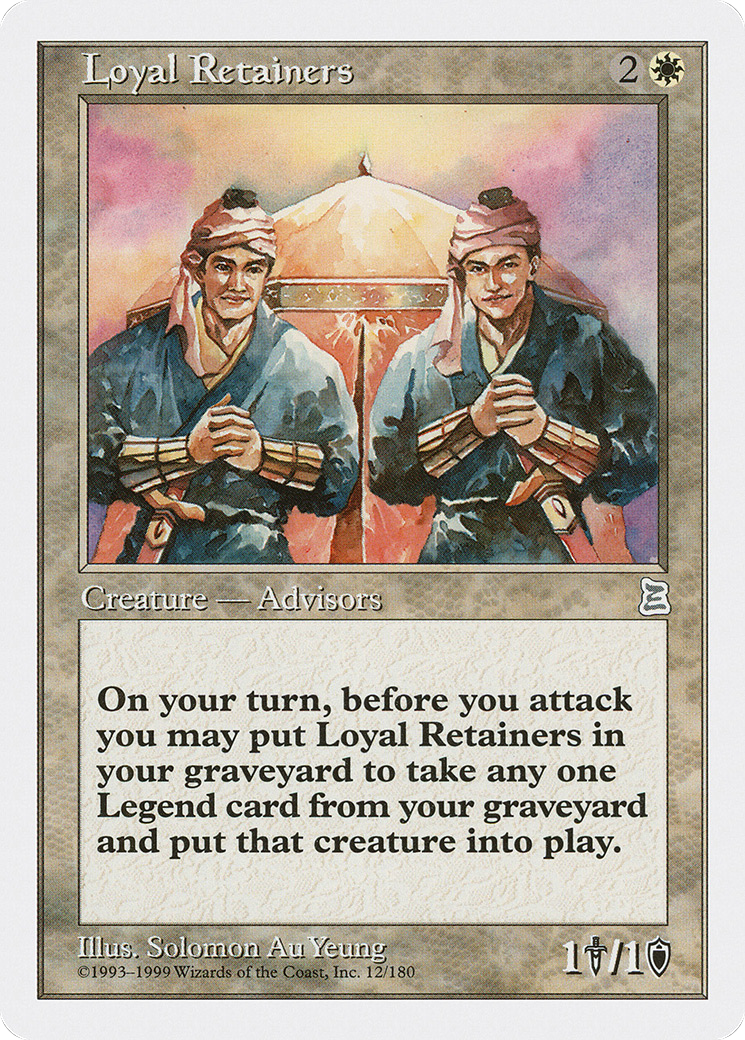 Loyal Retainers 2
Creature — Advisors
On your turn, before you attack
you may put Loyal Retainers in
your graveyard to take any one
Legend card from your graveyard
and put that creature into play.
Illus. Solomon Au Yeung
©1993–1999 Wizards of the Coast, Inc. 12/180
1/1